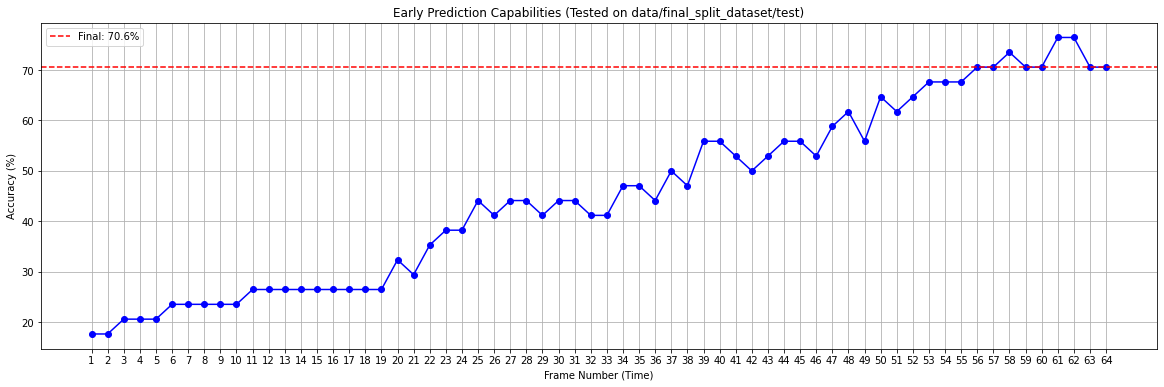 Early Prediction Capabilities (Tested on data/final_split_dataset/test)
Final: 70.6%
Accuracy (%)
70
60
50
40
30
20
1 2 3 4 5 6 7 8 9 10 11 12 13 14 15 16 17 18 19 20 21 22 23 24 25 26 27 28 29 30 31 32 33 34 35 36 37 38 39 40 41 42 43 44 45 46 47 48 49 50 51 52 53 54 55 56 57 58 59 60 61 62 63 64
Frame Number (Time)